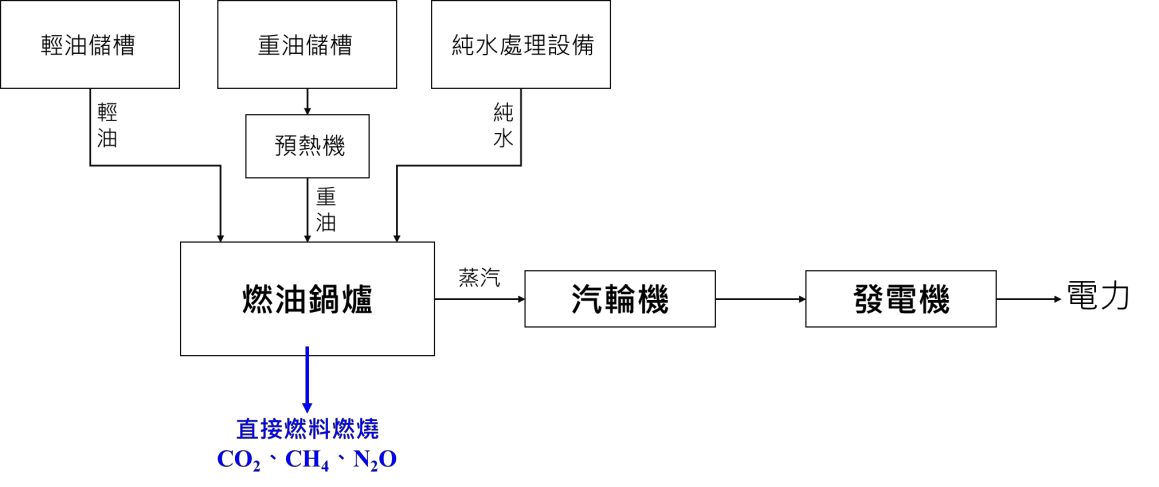 輕油儲槽
重油儲槽
純水處理設備
輕油
預熱機
純水
重油
燃油鍋爐
蒸汽
汽輪機
發電機
電力
直接燃料燃燒
CO₂、CH₄、N₂O